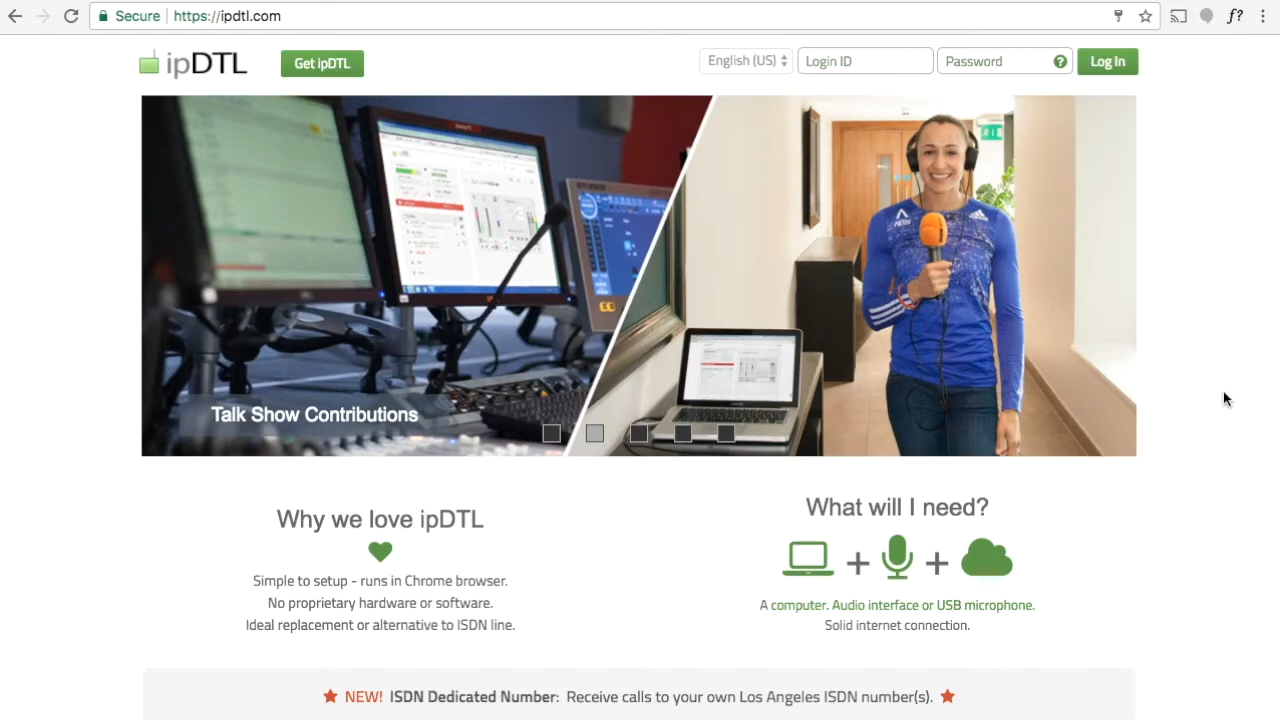 Secure
https://ipdtl.com
f?
ipDTL
Get ipDTL
English (US)
Login ID
Password
?
Log In
Talk Show Contributions
Why we love ipDTL
Simple to setup - runs in Chrome browser.
No proprietary hardware or software.
Ideal replacement or alternative to ISDN line.
What will I need?
+ +
A computer. Audio interface or USB microphone.
Solid internet connection.
NEW! ISDN Dedicated Number: Receive calls to your own Los Angeles ISDN number(s).